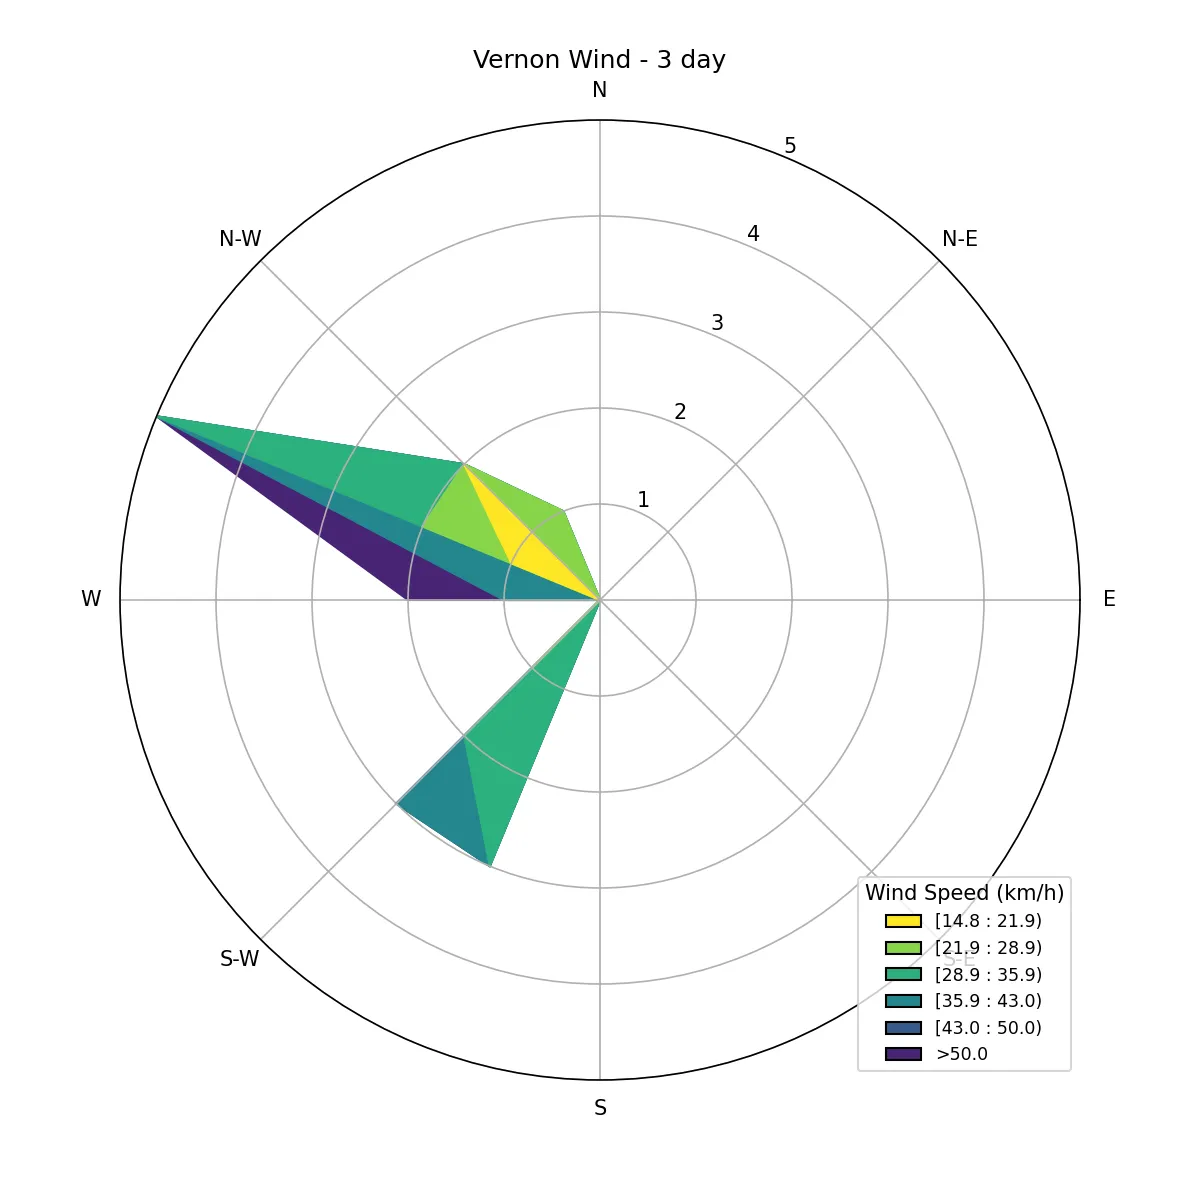 Vernon Wind - 3 day
N
5
N-W
4
N-E
3
2
1
W
E
S-W
S-E
S
Wind Speed (km/h)
[14.8 : 21.9)
[21.9 : 28.9)
[28.9 : 35.9)
[35.9 : 43.0)
[43.0 : 50.0)
>50.0